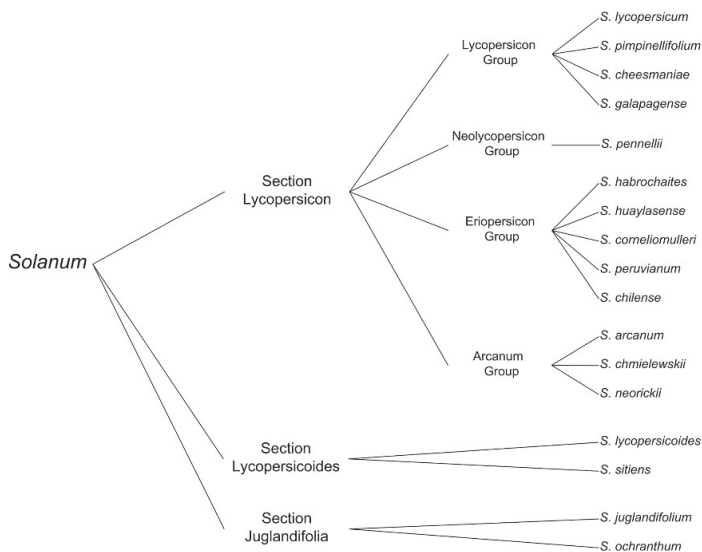 Solanum
Section
Lycopersicon
Lycopersicon
Group
S. lycopersicum
S. pimpinellifolium
S. cheesmaniae
S. galapagense
Neolycopersicon
Group
S. pennellii
Eriopersicon
Group
S. habrochaites
S. huaylasense
S. corneliomulleri
S. peruvianum
S. chilense
Arcanum
Group
S. arcanum
S. chmielewskii
S. neorickii
Section
Lycopersicoides
S. lycopersicoides
S. sitiens
Section
Juglandifolia
S. juglandifolium
S. ochranthum